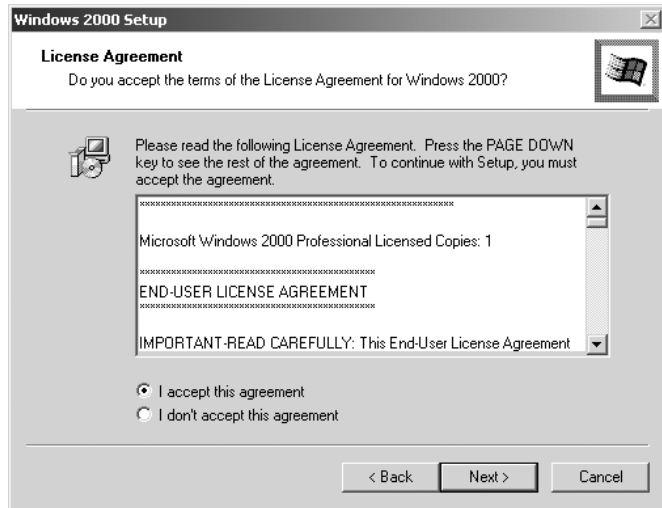 Windows 2000 Setup
License Agreement
Do you accept the terms of the License Agreement for Windows 2000?
Please read the following License Agreement. Press the PAGE DOWN
key to see the rest of the agreement. To continue with Setup, you must
accept the agreement.
Microsoft Windows 2000 Professional Licensed Copies: 1
END-USER LICENSE AGREEMENT
IMPORTANT-READ CAREFULLY: This End-User License Agreement
I accept this agreement
I don't accept this agreement
< Back
Next >
Cancel